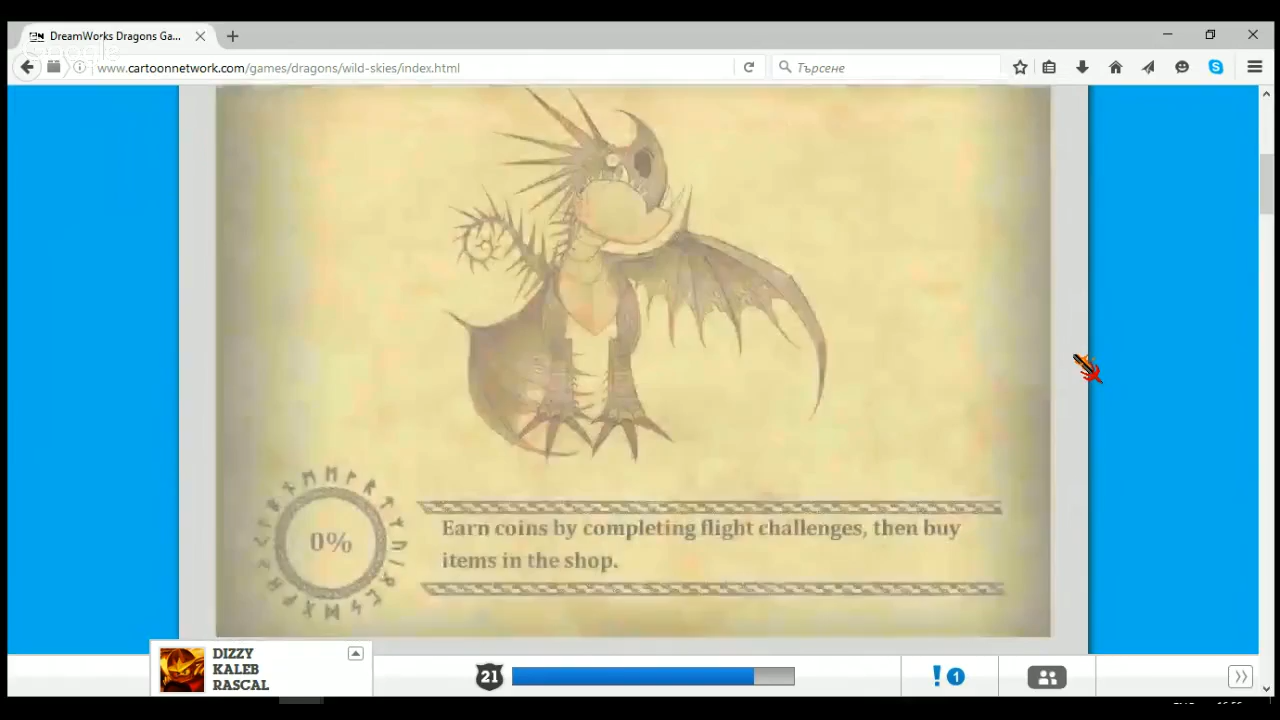 DreamWorks Dragons Ga...
Google
www.cartoonnetwork.com/games/dragons/wild-skies/index.html
Търсене
0%
Earn coins by completing flight challenges, then buy
items in the shop.
DIZZY
KALEB
RASCAL
21
1